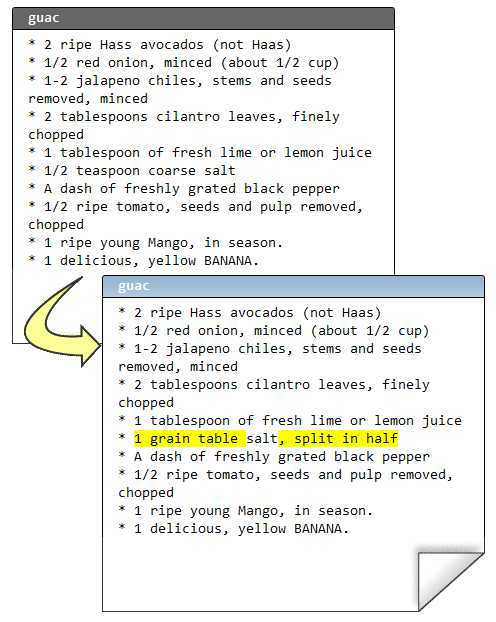 guac
* 2 ripe Hass avocados (not Haas)
* 1/2 red onion, minced (about 1/2 cup)
* 1-2 jalapeno chiles, stems and seeds
removed, minced
* 2 tablespoons cilantro leaves, finely
chopped
* 1 tablespoon of fresh lime or lemon juice
* 1/2 teaspoon coarse salt
* A dash of freshly grated black pepper
* 1/2 ripe tomato, seeds and pulp removed,
chopped
* 1 ripe young Mango, in season.
* 1 delicious, yellow BANANA.
guac
* 2 ripe Hass avocados (not Haas)
* 1/2 red onion, minced (about 1/2 cup)
* 1-2 jalapeno chiles, stems and seeds
removed, minced
* 2 tablespoons cilantro leaves, finely
chopped
* 1 tablespoon of fresh lime or lemon juice
* 1 grain table salt, split in half
* A dash of freshly grated black pepper
* 1/2 ripe tomato, seeds and pulp removed,
chopped
* 1 ripe young Mango, in season.
* 1 delicious, yellow BANANA.